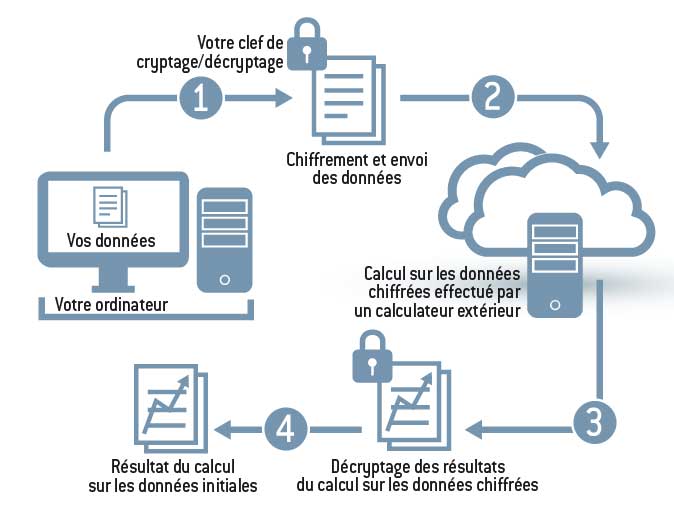 Votre clef de
cryptage/décryptage
1
2
Chiffrement et envoi
des données
Vos données
Votre ordinateur
Calcul sur les données
chiffrées effectué par
un calculateur extérieur
3
4
Décryptage des résultats
du calcul sur les données chiffrées
Résultat du calcul
sur les données initiales